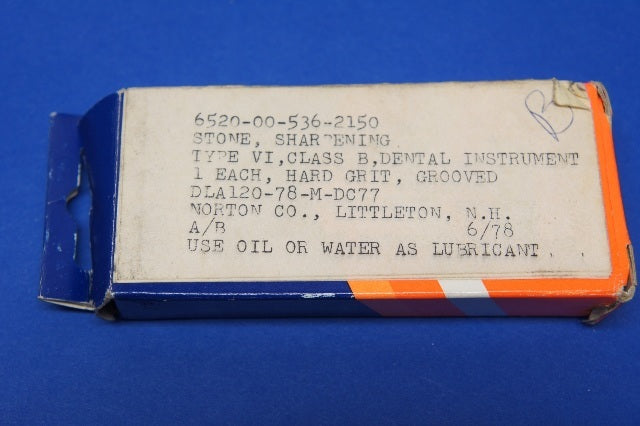 6520-00-536-2150
STONE, SHARPENING
TYPE VI,CLASS B,DENTAL INSTRUMENT
1 EACH, HARD GRIT, GROOVED
DLA120-78-M-DC77
NORTON CO., LITTLETON, N.H.
A/B 6/78
USE OIL OR WATER AS LUBRICANT
B